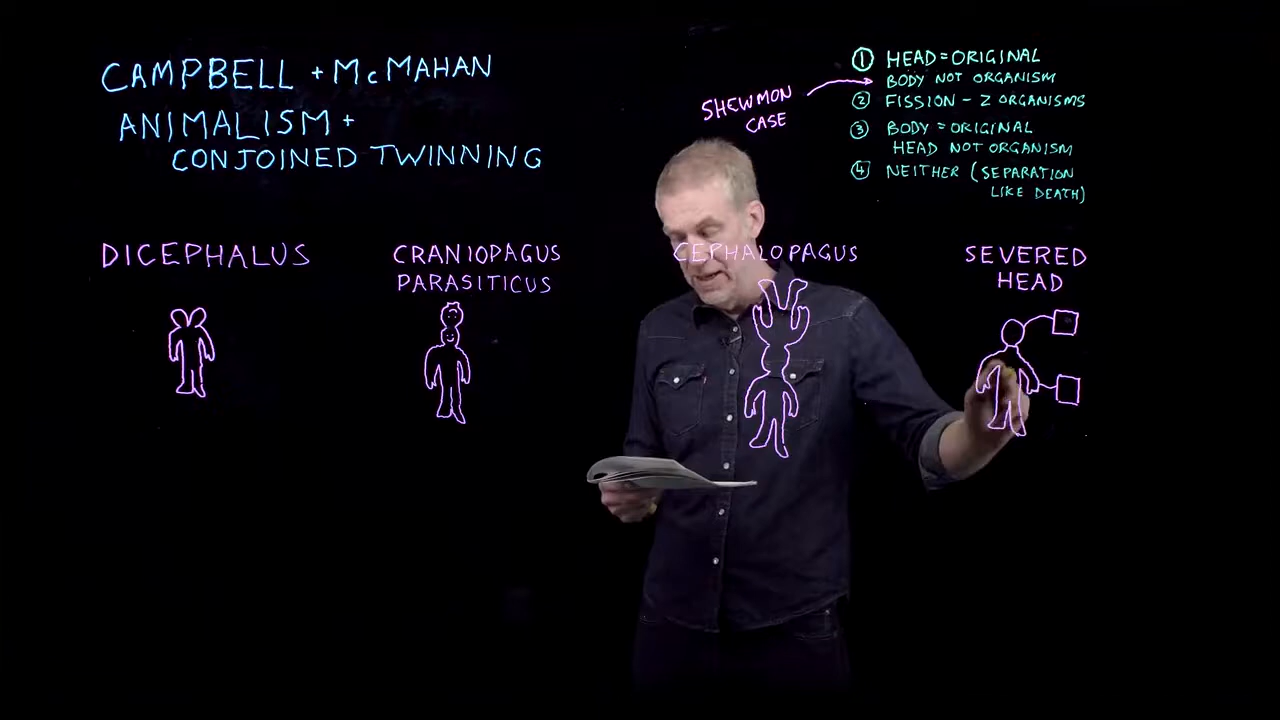 CAMPBELL + McMAHAN
ANIMALISM +
CONJOINED TWINNING
SHEWMON
CASE
① HEAD = ORIGINAL
BODY NOT ORGANISM
② FISSION - 2 ORGANISMS
③ BODY = ORIGINAL
HEAD NOT ORGANISM
④ NEITHER (SEPARATION
LIKE DEATH)
DICEPHALUS
CRANIOPAGUS
PARASITICUS
CEPHALOPAGUS
SEVERED
HEAD